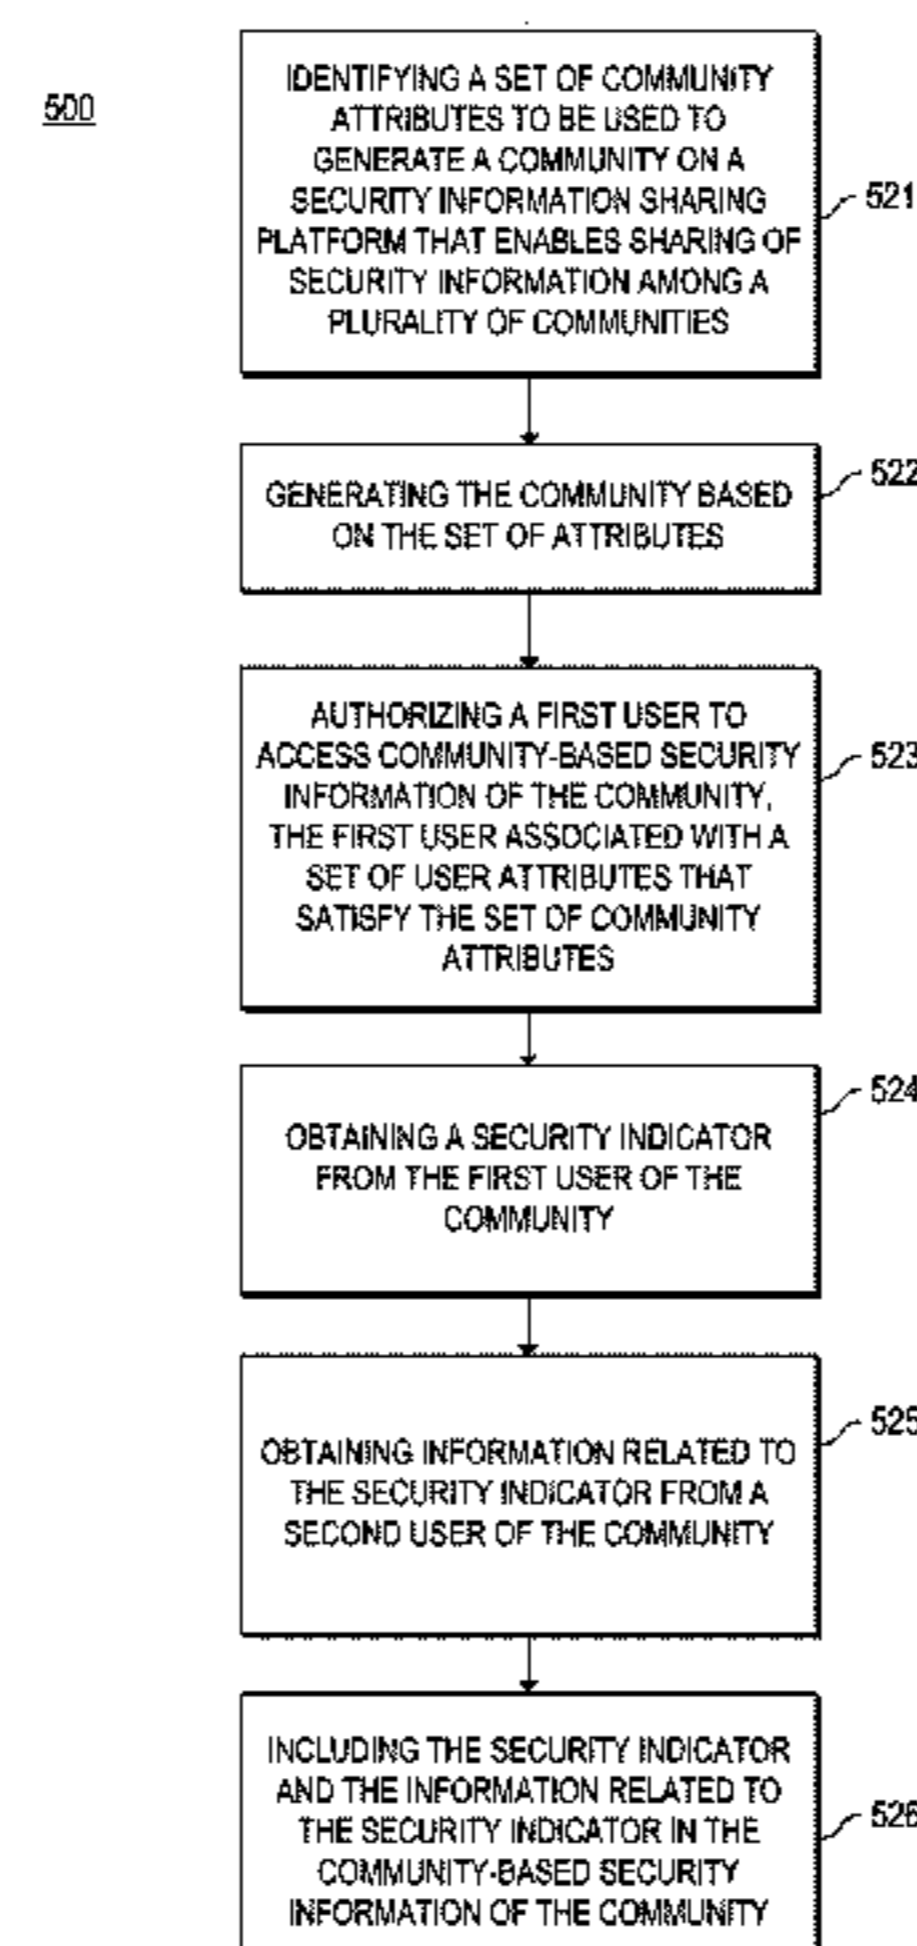 500
IDENTIFYING A SET OF COMMUNITY
ATTRIBUTES TO BE USED TO
GENERATE A COMMUNITY ON A
SECURITY INFORMATION SHARING
PLATFORM THAT ENABLES SHARING OF
SECURITY INFORMATION AMONG A
PLURALITY OF COMMUNITIES
521
GENERATING THE COMMUNITY BASED
ON THE SET OF ATTRIBUTES
522
AUTHORIZING A FIRST USER TO
ACCESS COMMUNITY-BASED SECURITY
INFORMATION OF THE COMMUNITY,
THE FIRST USER ASSOCIATED WITH A
SET OF USER ATTRIBUTES THAT
SATISFY THE SET OF COMMUNITY
ATTRIBUTES
523
OBTAINING A SECURITY INDICATOR
FROM THE FIRST USER OF THE
COMMUNITY
524
OBTAINING INFORMATION RELATED TO
THE SECURITY INDICATOR FROM A
SECOND USER OF THE COMMUNITY
525
INCLUDING THE SECURITY INDICATOR
AND THE INFORMATION RELATED TO
THE SECURITY INDICATOR IN THE
COMMUNITY-BASED SECURITY
INFORMATION OF THE COMMUNITY
526